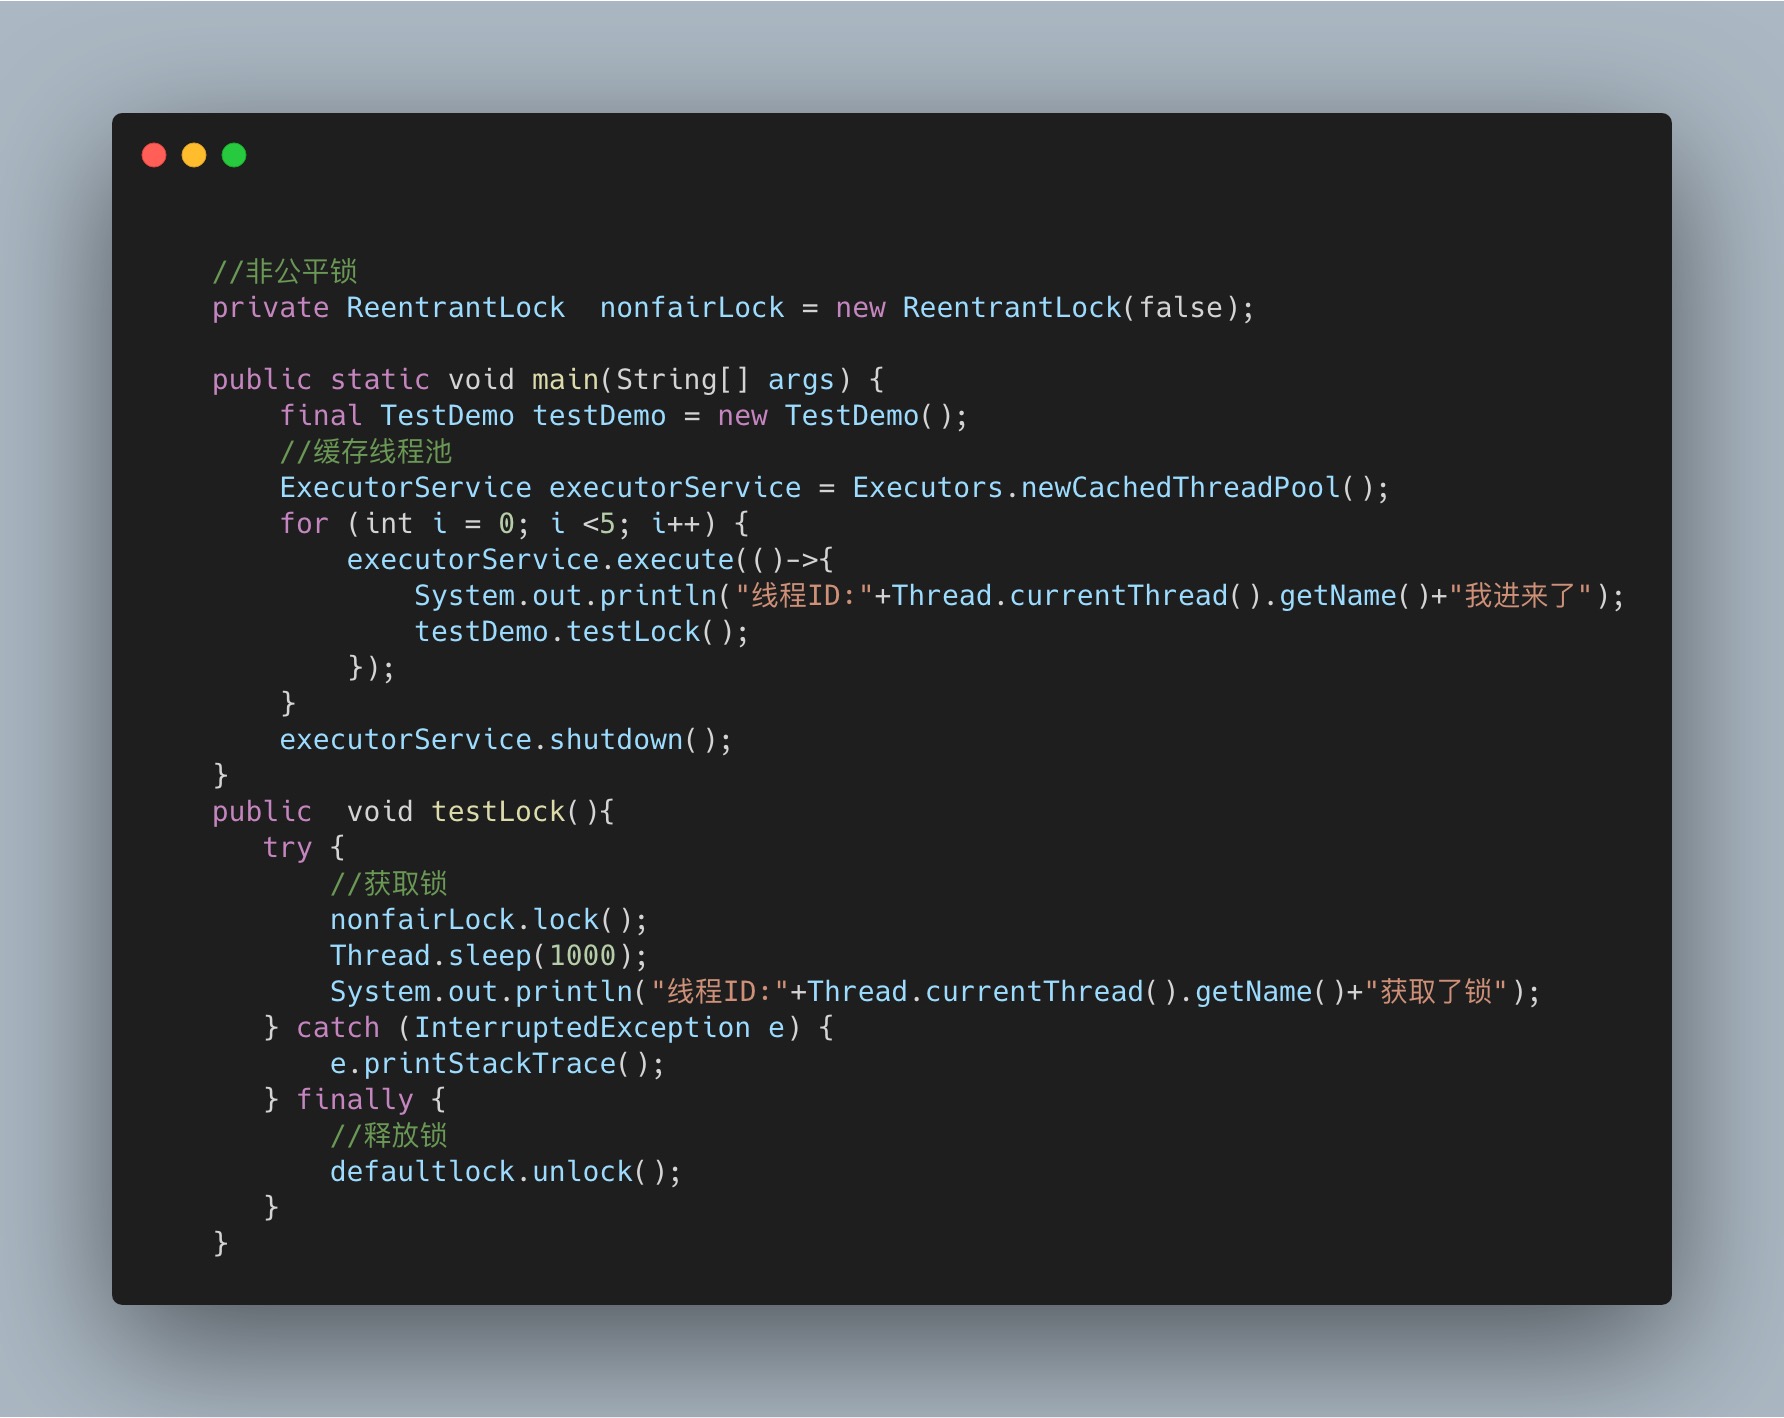 //非公平锁
private ReentrantLock  nonfairLock = new ReentrantLock(false);
public static void main(String[] args) {
final TestDemo testDemo = new TestDemo();
//缓存线程池
ExecutorService executorService = Executors.newCachedThreadPool();
for (int i = 0; i <5; i++) {
executorService.execute(()->{
System.out.println("线程ID:"+Thread.currentThread().getName()+"我进来了");
testDemo.testLock();
});
}
executorService.shutdown();
}
public  void testLock(){
try {
//获取锁
nonfairLock.lock();
Thread.sleep(1000);
System.out.println("线程ID:"+Thread.currentThread().getName()+"获取了锁");
} catch (InterruptedException e) {
e.printStackTrace();
} finally {
//释放锁
defaultlock.unlock();
}
}